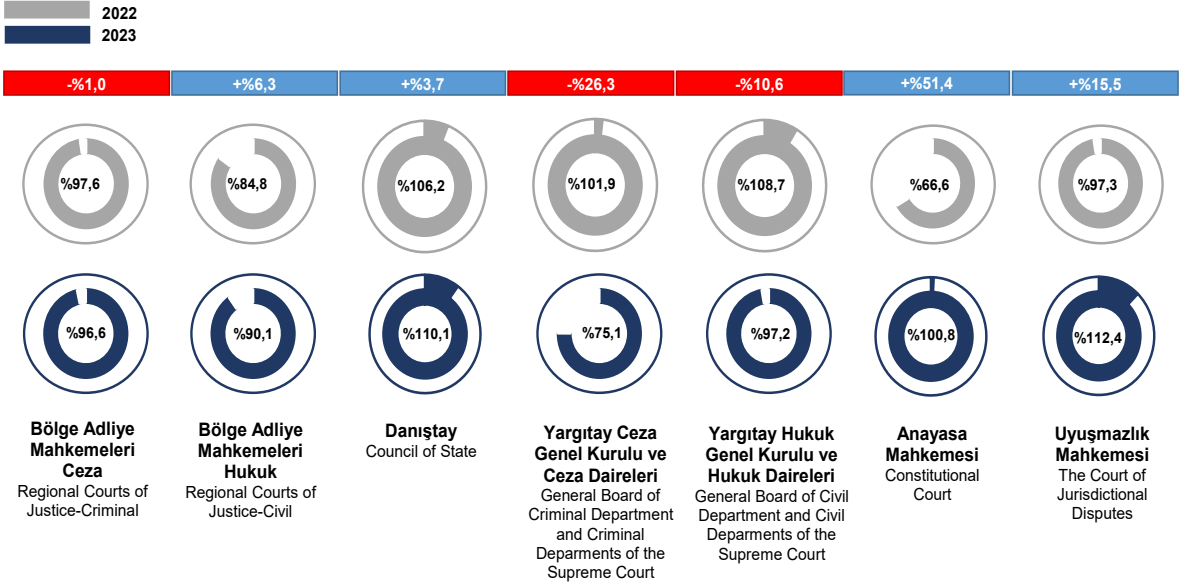 2022
2023
-%1,0
+%6,3
+%3,7
-%26,3
-%10,6
+%51,4
+%15,5
%97,6
%84,8
%106,2
%101,9
%108,7
%66,6
%97,3
%96,6
%90,1
%110,1
%75,1
%97,2
%100,8
%112,4
Bölge Adliye
Mahkemeleri
Ceza
Regional Courts of
Justice-Criminal
Bölge Adliye
Mahkemeleri
Hukuk
Regional Courts of
Justice-Civil
Danıştay
Council of State
Yargıtay Ceza
Genel Kurulu ve
Ceza Daireleri
General Board of
Criminal Department
and Criminal
Deparments of the
Supreme Court
Yargıtay Hukuk
Genel Kurulu ve
Hukuk Daireleri
General Board of Civil
Department and Civil
Deparments of the
Supreme Court
Anayasa
Mahkemesi
Constitutional
Court
Uyuşmazlık
Mahkemesi
The Court of
Jurisdictional
Disputes